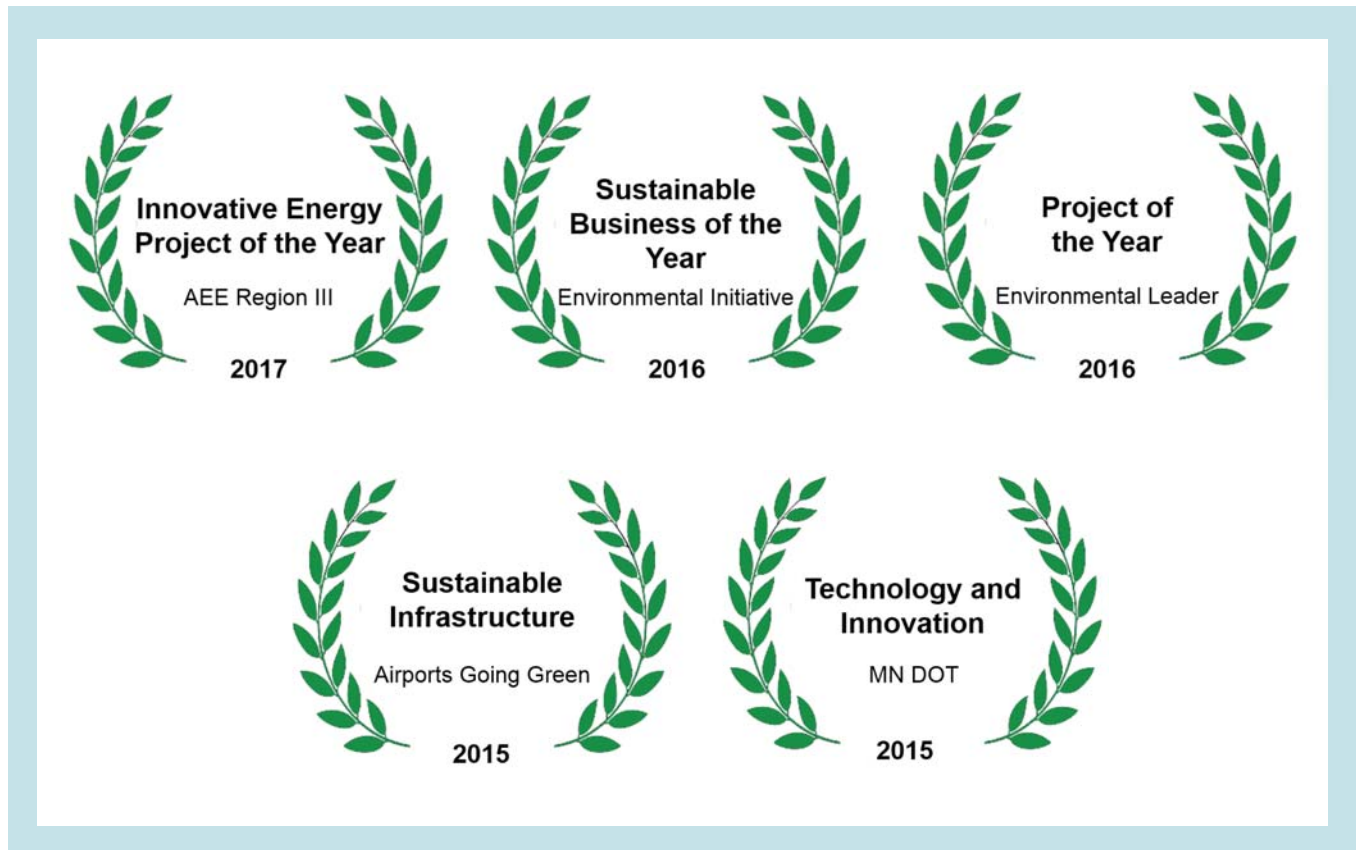 Innovative Energy
Project of the Year
AEE Region III
2017
Sustainable
Business of the
Year
Environmental Initiative
2016
Project of
the Year
Environmental Leader
2016
Sustainable
Infrastructure
Airports Going Green
2015
Technology and
Innovation
MN DOT
2015